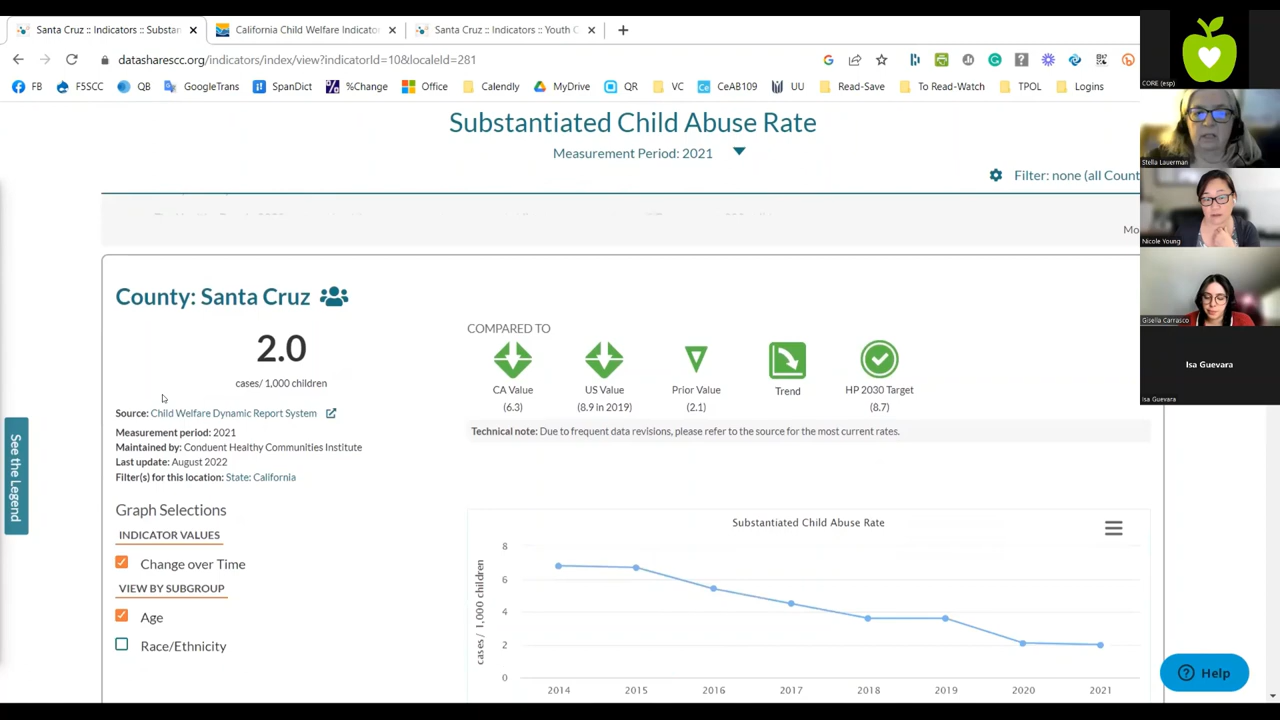 Santa Cruz :: Indicators :: Substan
California Child Welfare Indicator
Santa Cruz :: Indicators :: Youth C
datasharescc.org/indicators/index/view?indicatorId=10&localeId=281
FB
F5SCC
QB
GoogleTrans
SpanDict
%Change
Office
Calendly
MyDrive
QR
VC
CeAB109
UU
Read-Save
To Read-Watch
TPOL
Logins
Substantiated Child Abuse Rate
Measurement Period: 2021
Filter: none (all Count
Mo
County: Santa Cruz
2.0
cases/ 1,000 children
Source: Child Welfare Dynamic Report System
Measurement period: 2021
Maintained by: Conduent Healthy Communities Institute
Last update: August 2022
Filter(s) for this location: State: California
COMPARED TO
CA Value
(6.3)
US Value
(8.9 in 2019)
Prior Value
(2.1)
Trend
HP 2030 Target
(8.7)
Technical note: Due to frequent data revisions, please refer to the source for the most current rates.
See the Legend
Graph Selections
INDICATOR VALUES
Change over Time
VIEW BY SUBGROUP
Age
Race/Ethnicity
Substantiated Child Abuse Rate
cases / 1,000 children
8
6
4
2
0
2014
2015
2016
2017
2018
2019
2020
2021
Help
CORE (esp)
Stella Lauerman
Nicole Young
Gisella Carrasco
Isa Guevara
Isa Guevara